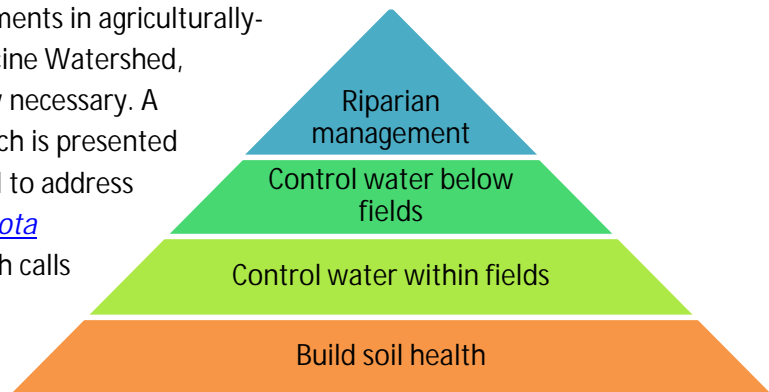 ments in agriculturally-
cine Watershed,
necessary. A
ch is presented
to address
ota
h calls
Riparian
management
Control water below
fields
Control water within fields
Build soil health